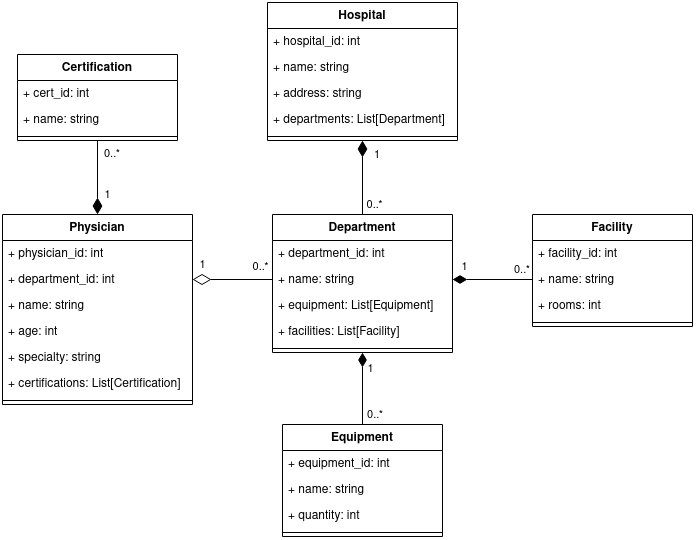 Hospital
+ hospital_id: int
+ name: string
+ address: string
+ departments: List[Department]
Certification
+ cert_id: int
+ name: string
0..*
1
1
0..*
Physician
+ physician_id: int
+ department_id: int
+ name: string
+ age: int
+ specialty: string
+ certifications: List[Certification]
1
0..*
Department
+ department_id: int
+ name: string
+ equipment: List[Equipment]
+ facilities: List[Facility]
1
0..*
Facility
+ facility_id: int
+ name: string
+ rooms: int
1
0..*
Equipment
+ equipment_id: int
+ name: string
+ quantity: int